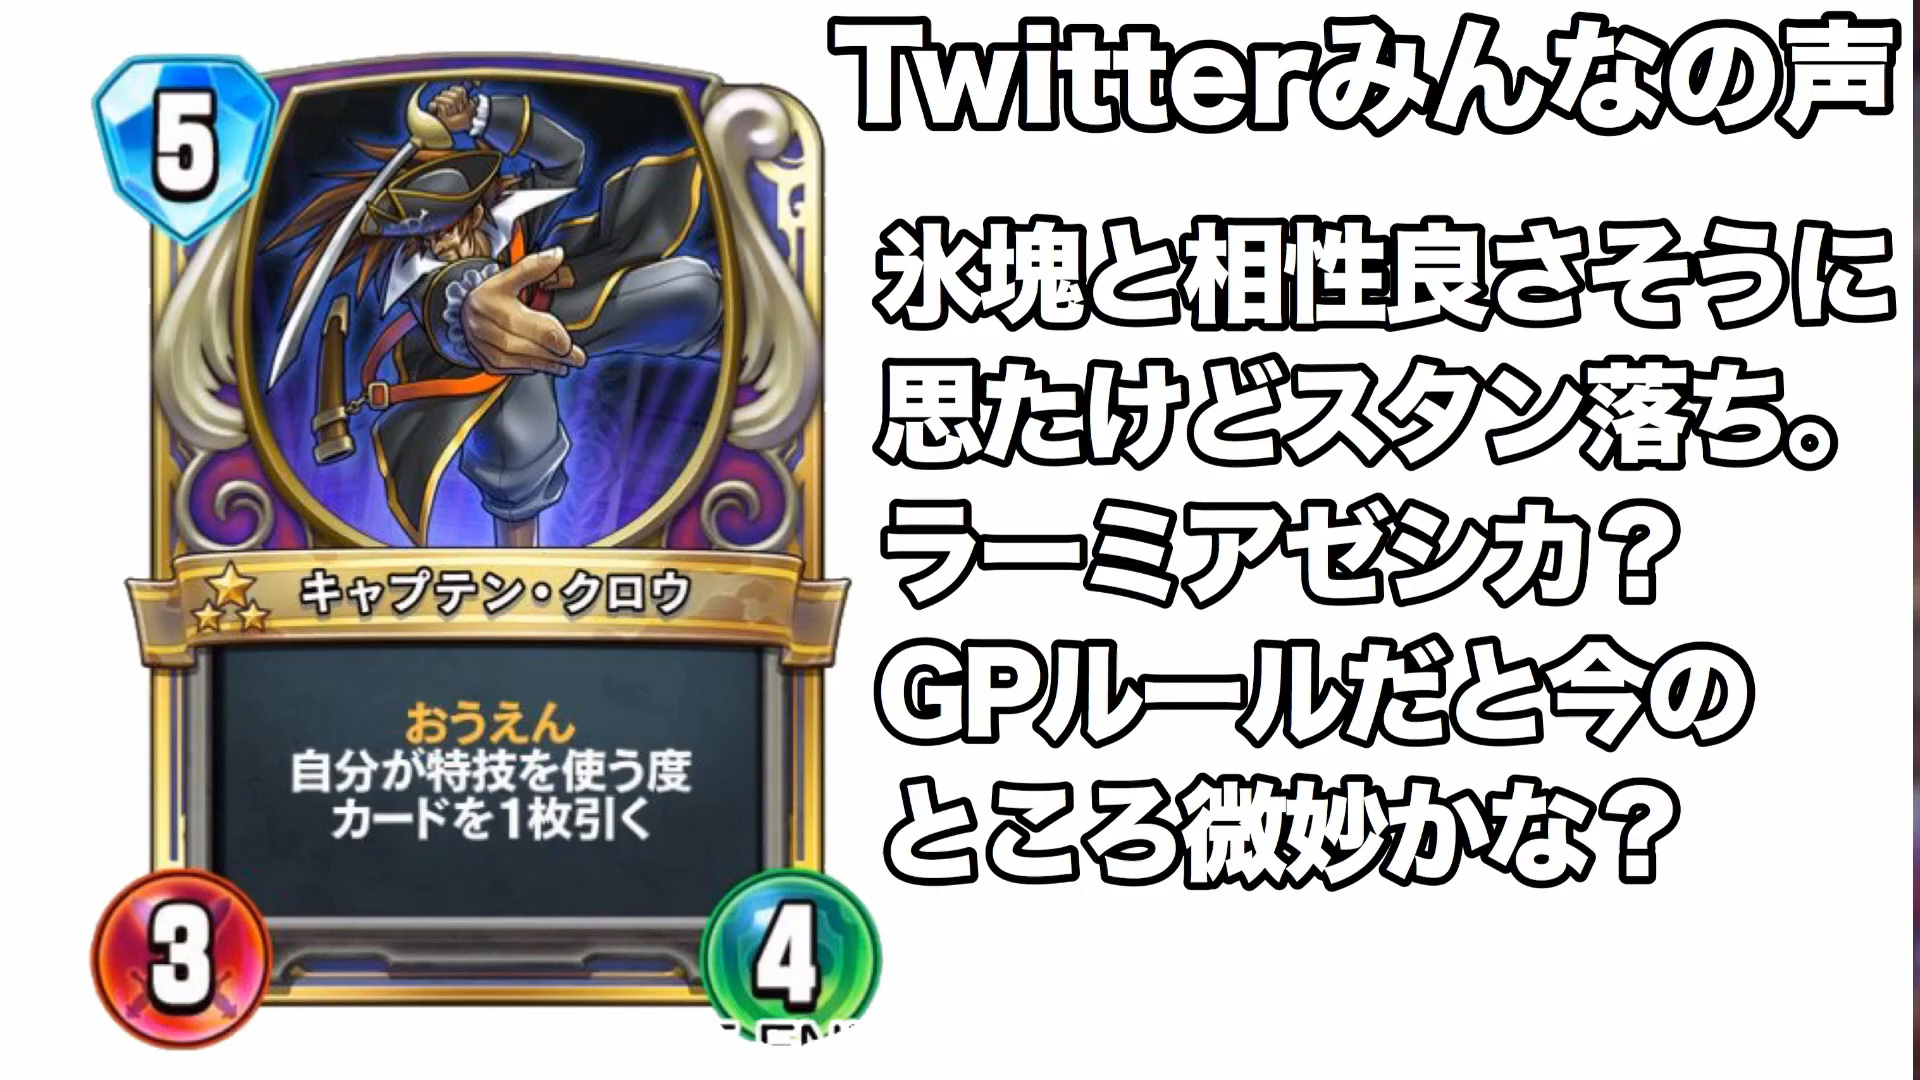 Twitterみんなの声
氷塊と相性良さそうに
思たけどスタン落ち。
ラーミアゼシカ？
GPルールだと今の
ところ微妙かな？
5
キャプテン・クロウ
おうえん
自分が特技を使う度
カードを1枚引く
3
4